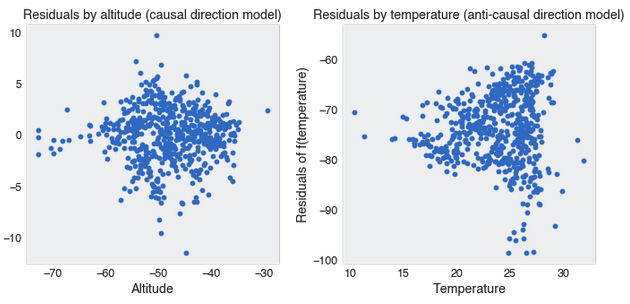 Residuals by altitude (causal direction model)
10
5
0
−5
−10
−70 −60 −50 −40 −30
Altitude
Residuals by temperature (anti-causal direction model)
Residuals of f(temperature)
−60
−70
−80
−90
−100
10 15 20 25 30
Temperature